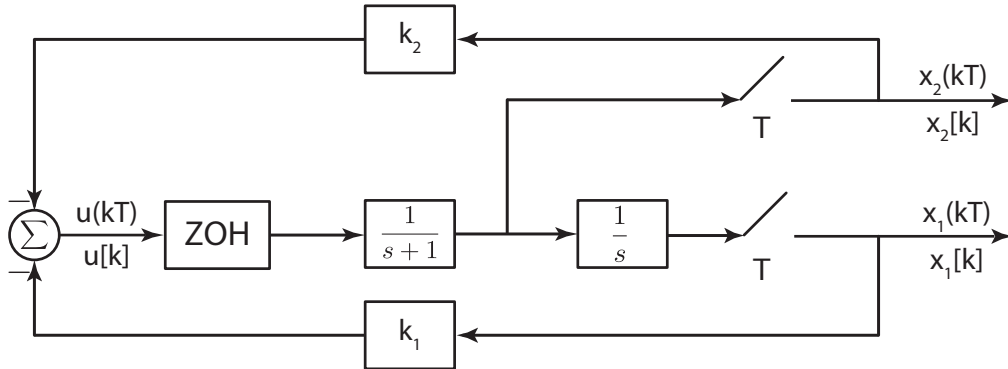 k₂
x₂(kT)
x₂[k]
T
−
∑
−
u(kT)
u[k]
ZOH
1
s + 1
1
s
T
x₁(kT)
x₁[k]
k₁